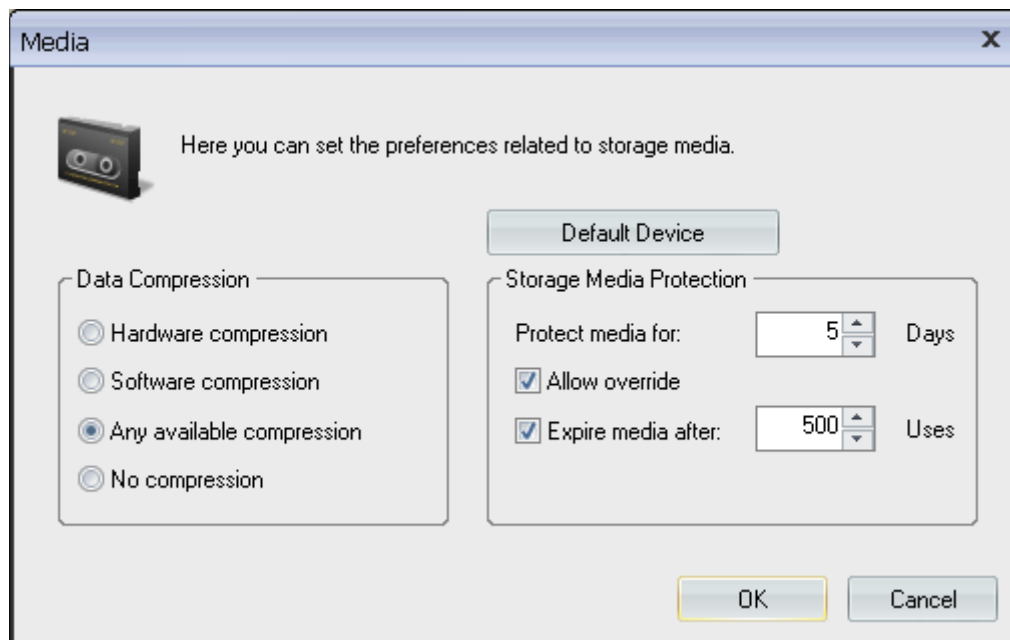 Media
Here you can set the preferences related to storage media.
Default Device
Data Compression
Hardware compression
Software compression
Any available compression
No compression
Storage Media Protection
Protect media for: 5 Days
Allow override
Expire media after: 500 Uses
OK Cancel